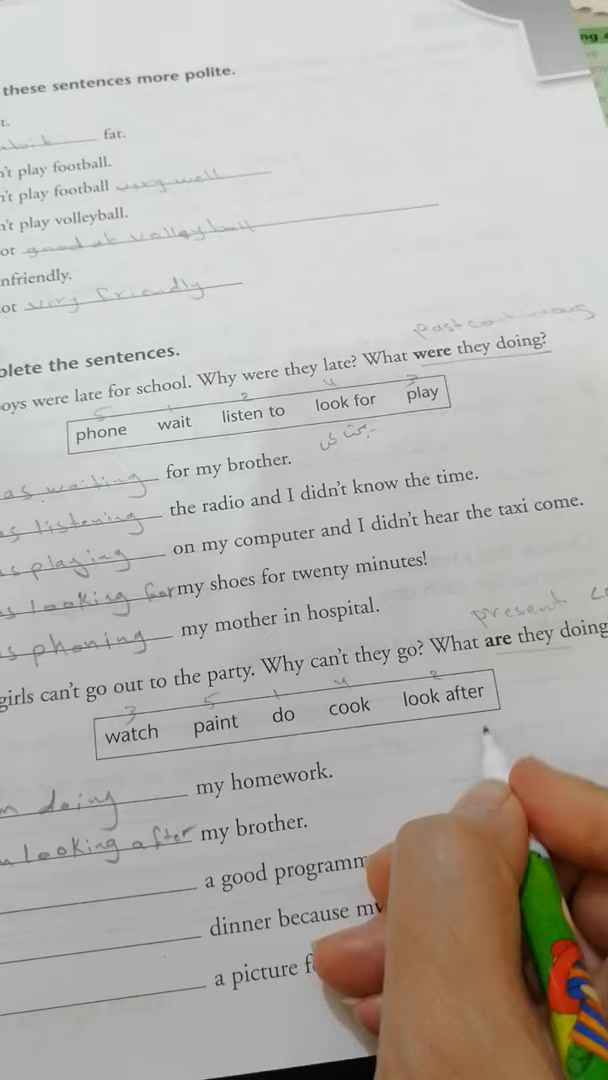 these sentences more polite.
t.
fat.
n't play football.
n't play football very well
n't play volleyball.
ot good at volleyball
nfriendly.
ot very friendly
past continuous
plete the sentences.
oys were late for school. Why were they late? What were they doing?
5 1 2 4 3
phone wait listen to look for play
as waiting for my brother.
as listening the radio and I didn't know the time.
as playing on my computer and I didn't hear the taxi come.
as looking for my shoes for twenty minutes!
as phoning my mother in hospital.
present co
girls can't go out to the party. Why can't they go? What are they doing
3 5 1 4 2
watch paint do cook look after
m doing my homework.
m looking after my brother.
a good programm
dinner because my
a picture f